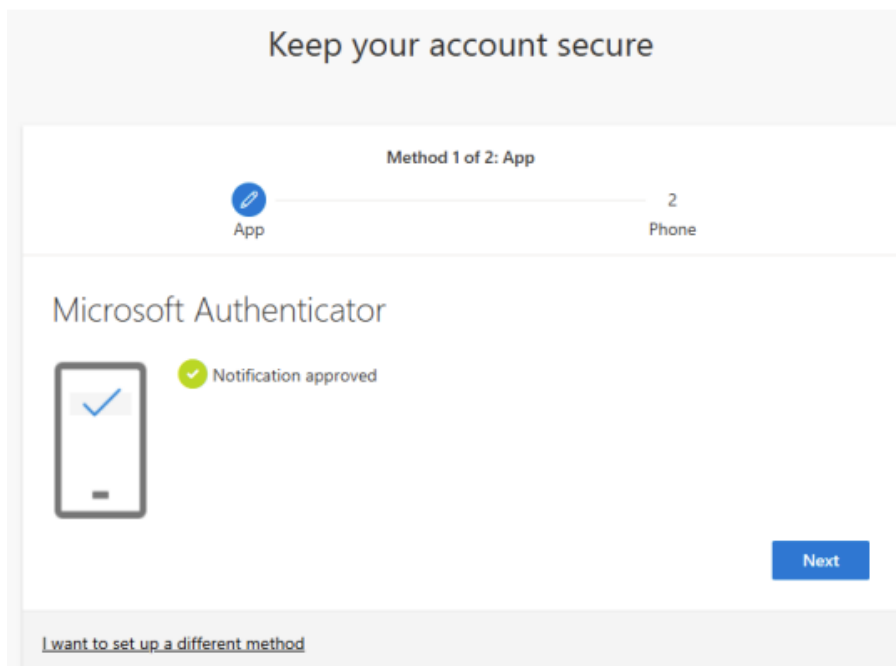 Keep your account secure
Method 1 of 2: App
2
App
Phone
Microsoft Authenticator
Notification approved
Next
I want to set up a different method